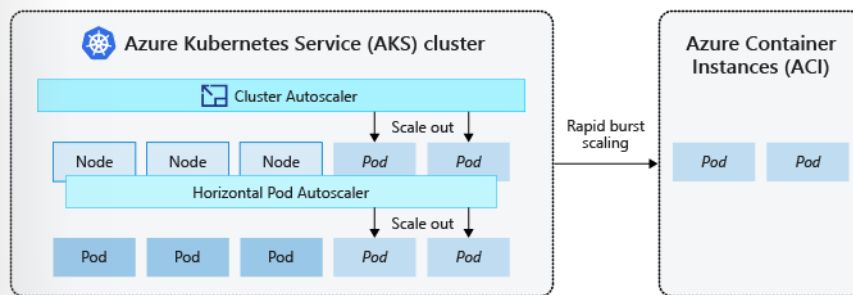 Azure Kubernetes Service (AKS) cluster
Cluster Autoscaler
Scale out
Node
Node
Node
Pod
Pod
Horizontal Pod Autoscaler
Scale out
Pod
Pod
Pod
Pod
Pod
Rapid burst
scaling
Azure Container
Instances (ACI)
Pod
Pod